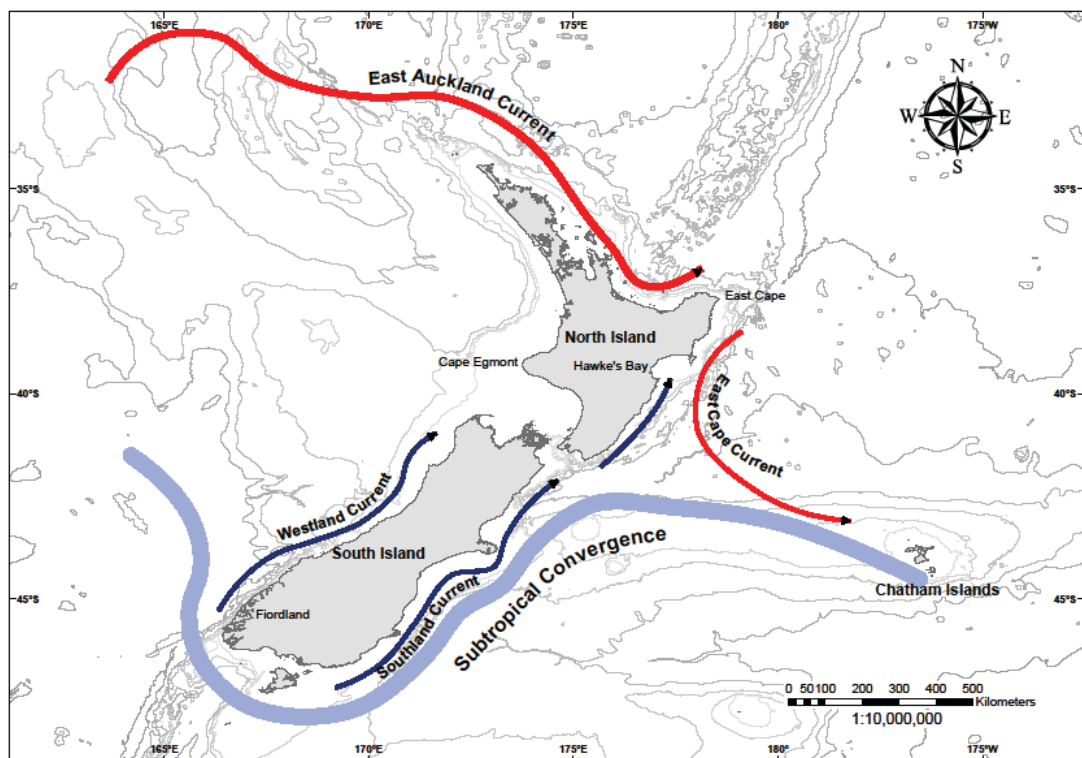 165°E 170°E 175°E 180° 175°W
East Auckland Current
N
W E
S
35°S 35°S
East Cape
North Island
Cape Egmont
Hawke's Bay
40°S 40°S
East Cape Current
Westland Current
South Island
Subtropical Convergence
Southland Current
Chatham Islands
45°S 45°S
Fiordland
0 50 100 200 300 400 500
Kilometers
1:10,000,000
165°E 170°E 175°E 180° 175°W